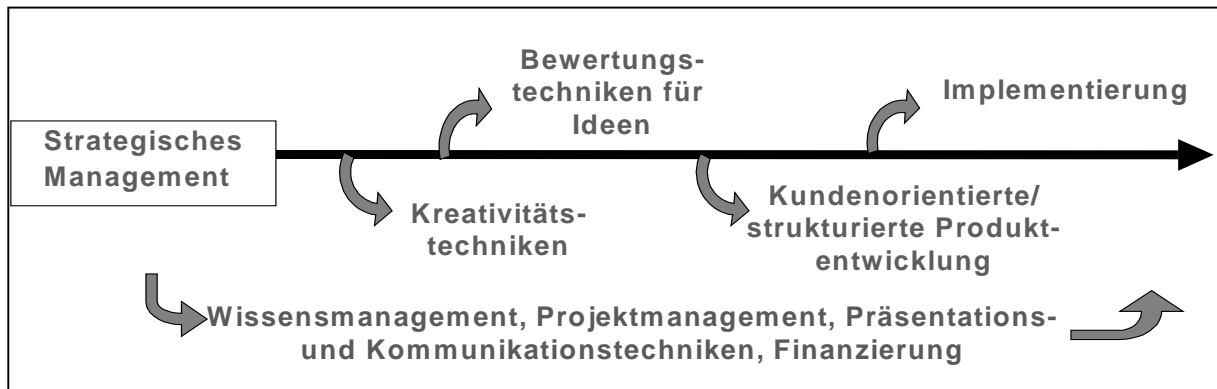 Strategisches
Management
Kreativitäts-
techniken
Bewertungs-
techniken für
Ideen
Kundenorientierte/
strukturierte Produkt-
entwicklung
Implementierung
Wissensmanagement, Projektmanagement, Präsentations-
und Kommunikationstechniken, Finanzierung